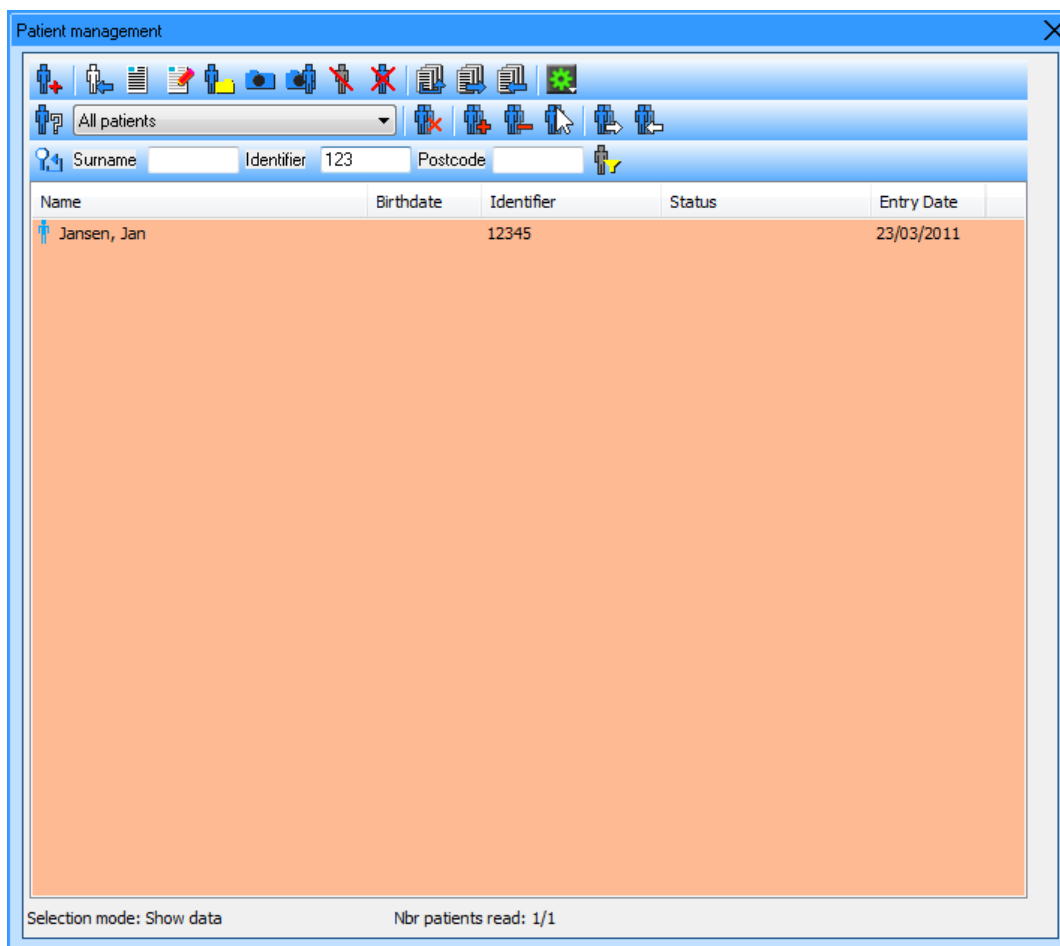 Patient management
All patients
Surname Identifier 123 Postcode
Name Birthdate Identifier Status Entry Date
Jansen, Jan 12345 23/03/2011
Selection mode: Show data Nbr patients read: 1/1